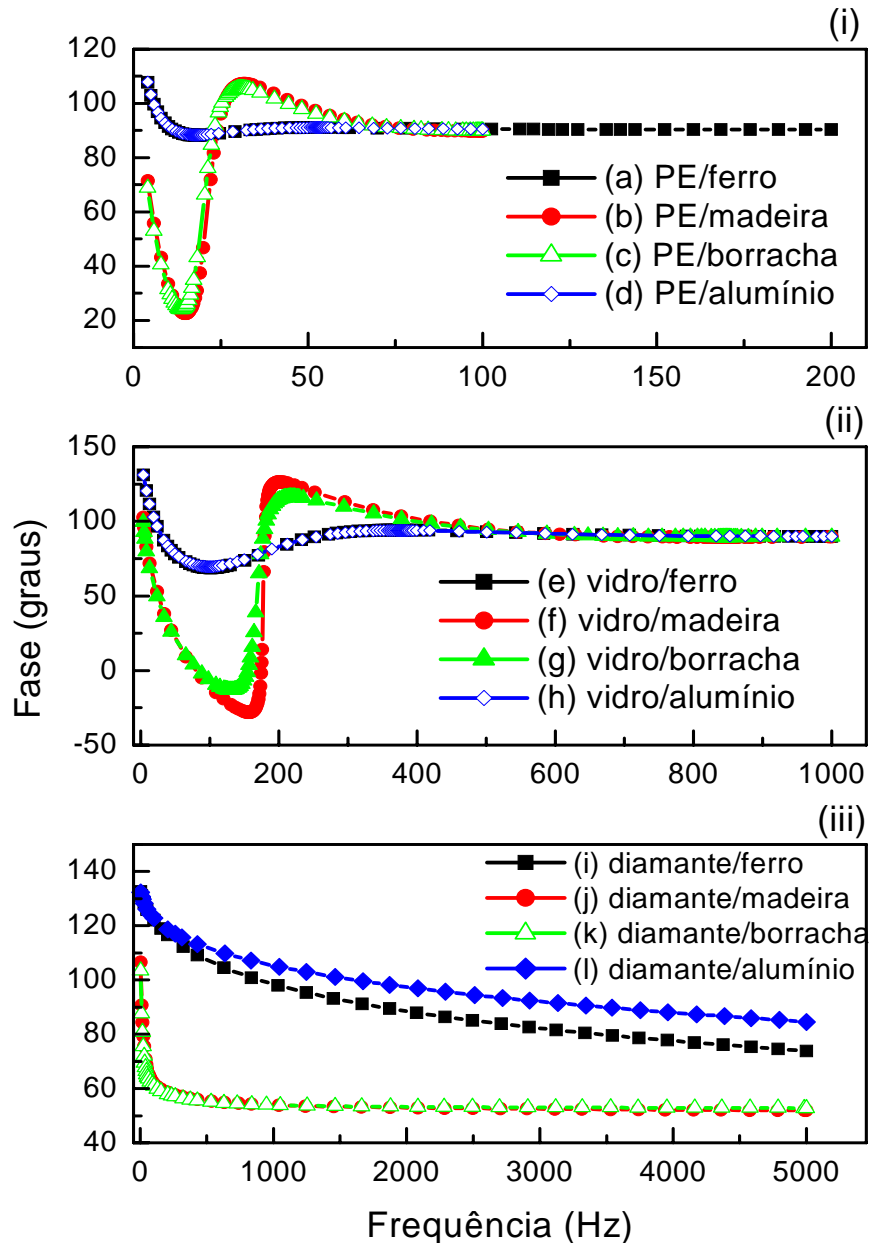 (i)
120
100
80
60
40
20
(a) PE/ferro
(b) PE/madeira
(c) PE/borracha
(d) PE/alumínio
0 50 100 150 200
(ii)
150
100
50
0
-50
(e) vidro/ferro
(f) vidro/madeira
(g) vidro/borracha
(h) vidro/alumínio
0 200 400 600 800 1000
Fase (graus)
(iii)
140
120
100
80
60
40
(i) diamante/ferro
(j) diamante/madeira
(k) diamante/borracha
(l) diamante/alumínio
0 1000 2000 3000 4000 5000
Frequência (Hz)